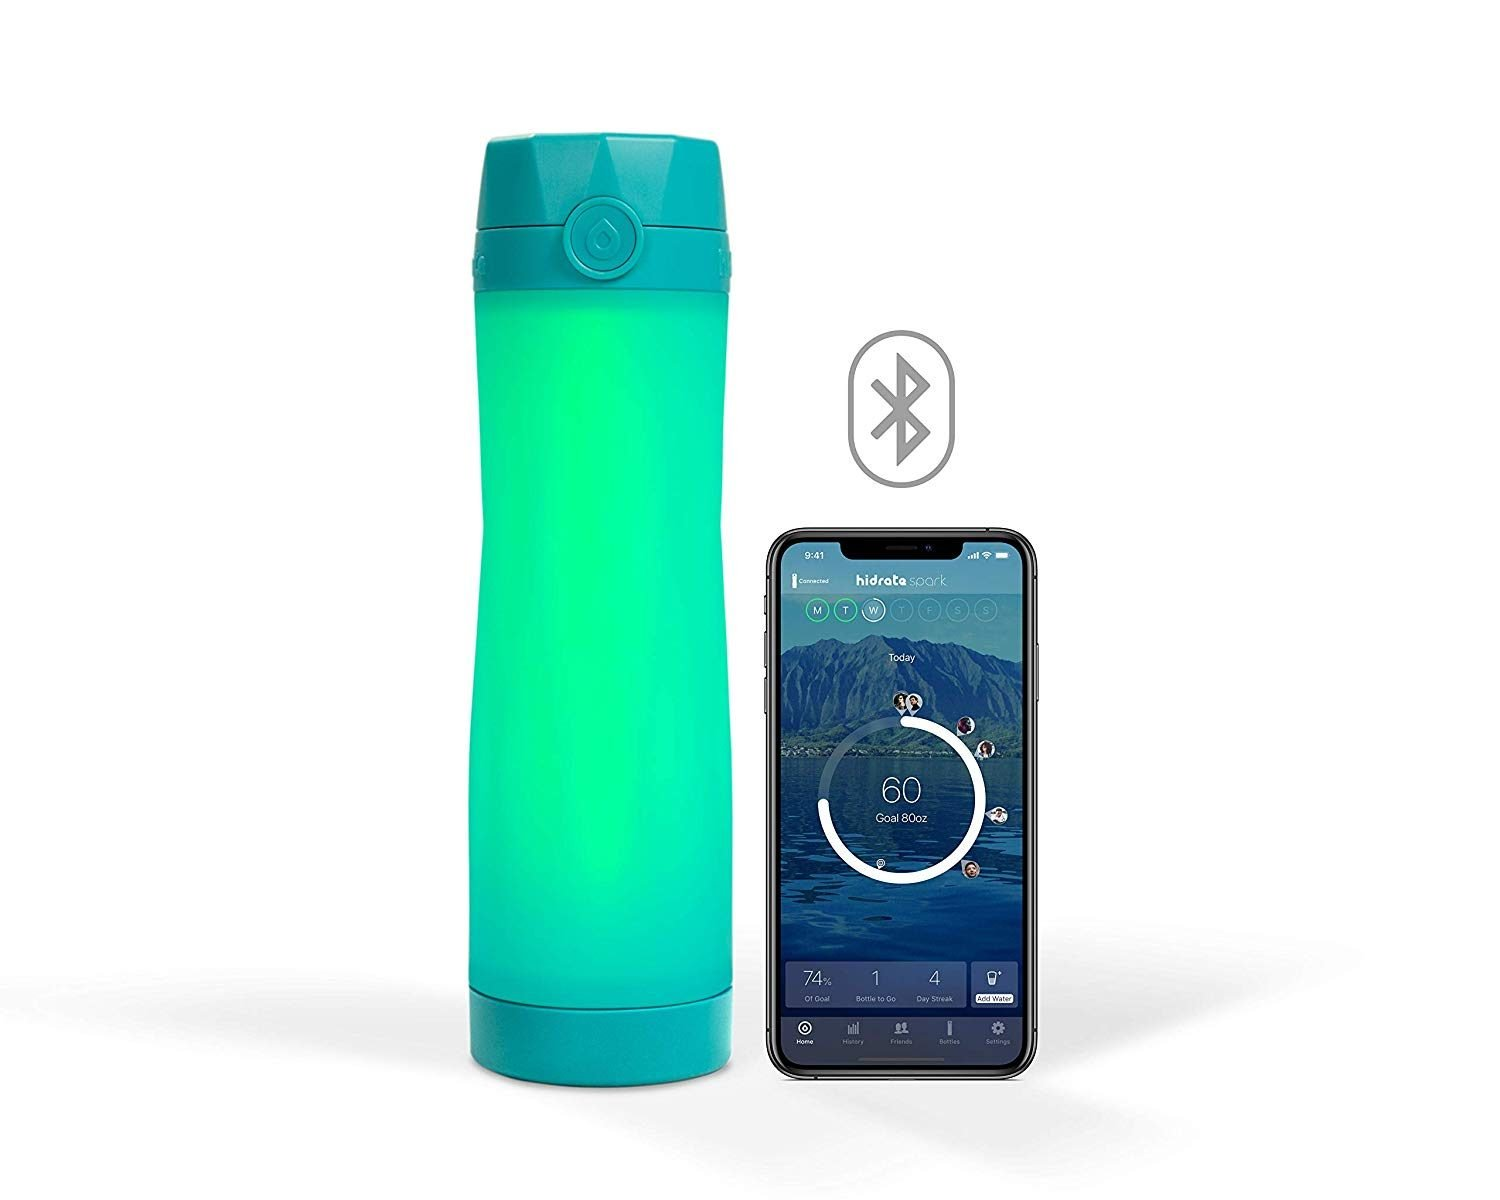 9:41
Connected
hidrate spark
M T W T F S S
Today
60
Goal 80oz
74% 1 4
Of Goal Bottle to Go Day Streak Add Water
Home History Friends Bottles Settings